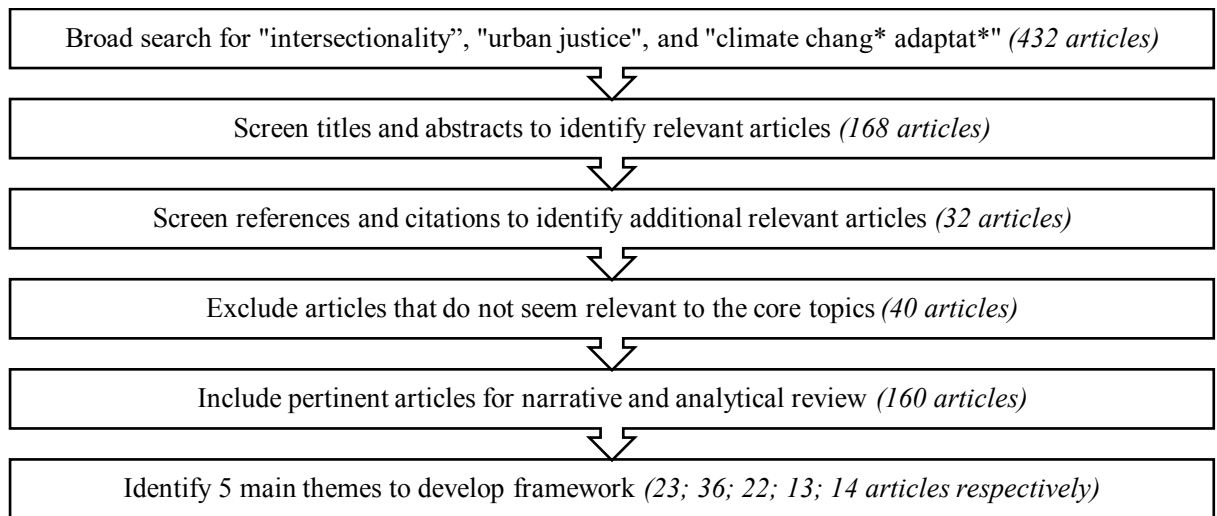 Broad search for "intersectionality”, "urban justice", and "climate chang* adaptat*" (432 articles)
Screen titles and abstracts to identify relevant articles (168 articles)
Screen references and citations to identify additional relevant articles (32 articles)
Exclude articles that do not seem relevant to the core topics (40 articles)
Include pertinent articles for narrative and analytical review (160 articles)
Identify 5 main themes to develop framework (23; 36; 22; 13; 14 articles respectively)